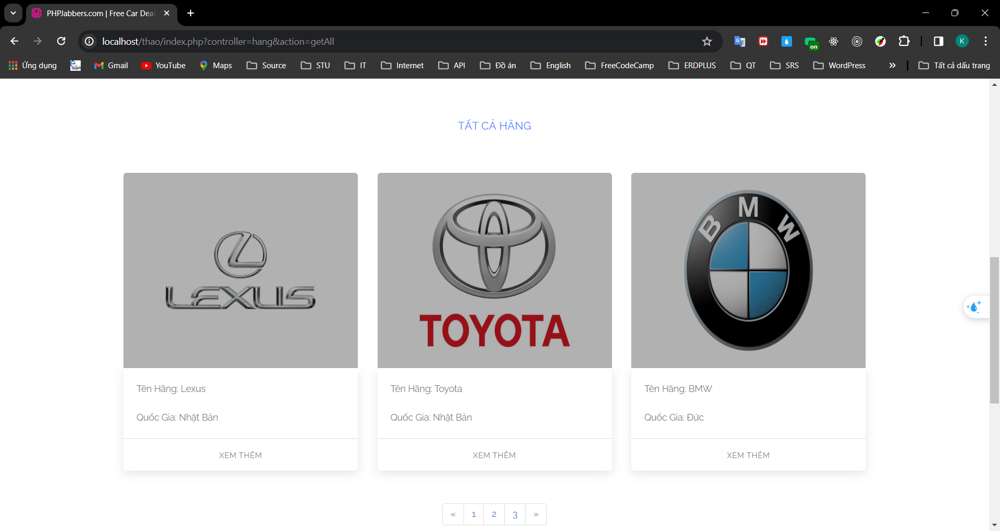 PHPJabbers.com | Free Car Deal
localhost/thao/index.php?controller=hang&action=getAll
on
K
Ứng dụng
Gmail
YouTube
Maps
Source
STU
IT
Internet
API
Đồ án
English
FreeCodeCamp
ERDPLUS
QT
SRS
WordPress
»
Tất cả dấu trang
TẤT CẢ HÃNG
LEXUS
TOYOTA
BMW
Tên Hãng: Lexus
Quốc Gia: Nhật Bản
XEM THÊM
Tên Hãng: Toyota
Quốc Gia: Nhật Bản
XEM THÊM
Tên Hãng: BMW
Quốc Gia: Đức
XEM THÊM
« 1 2 3 »